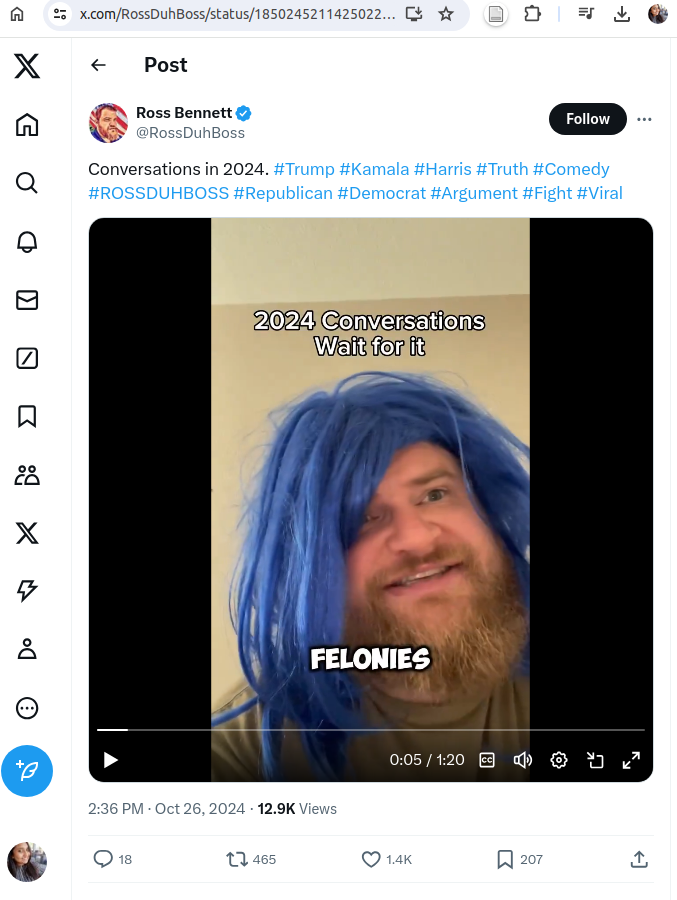 x.com/RossDuhBoss/status/1850245211425022...
Post
Ross Bennett
@RossDuhBoss
Follow
Conversations in 2024. #Trump #Kamala #Harris #Truth #Comedy
#ROSSDUHBOSS #Republican #Democrat #Argument #Fight #Viral
2024 Conversations
Wait for it
FELONIES
0:05 / 1:20
CC
2:36 PM · Oct 26, 2024 · 12.9K Views
18
465
1.4K
207